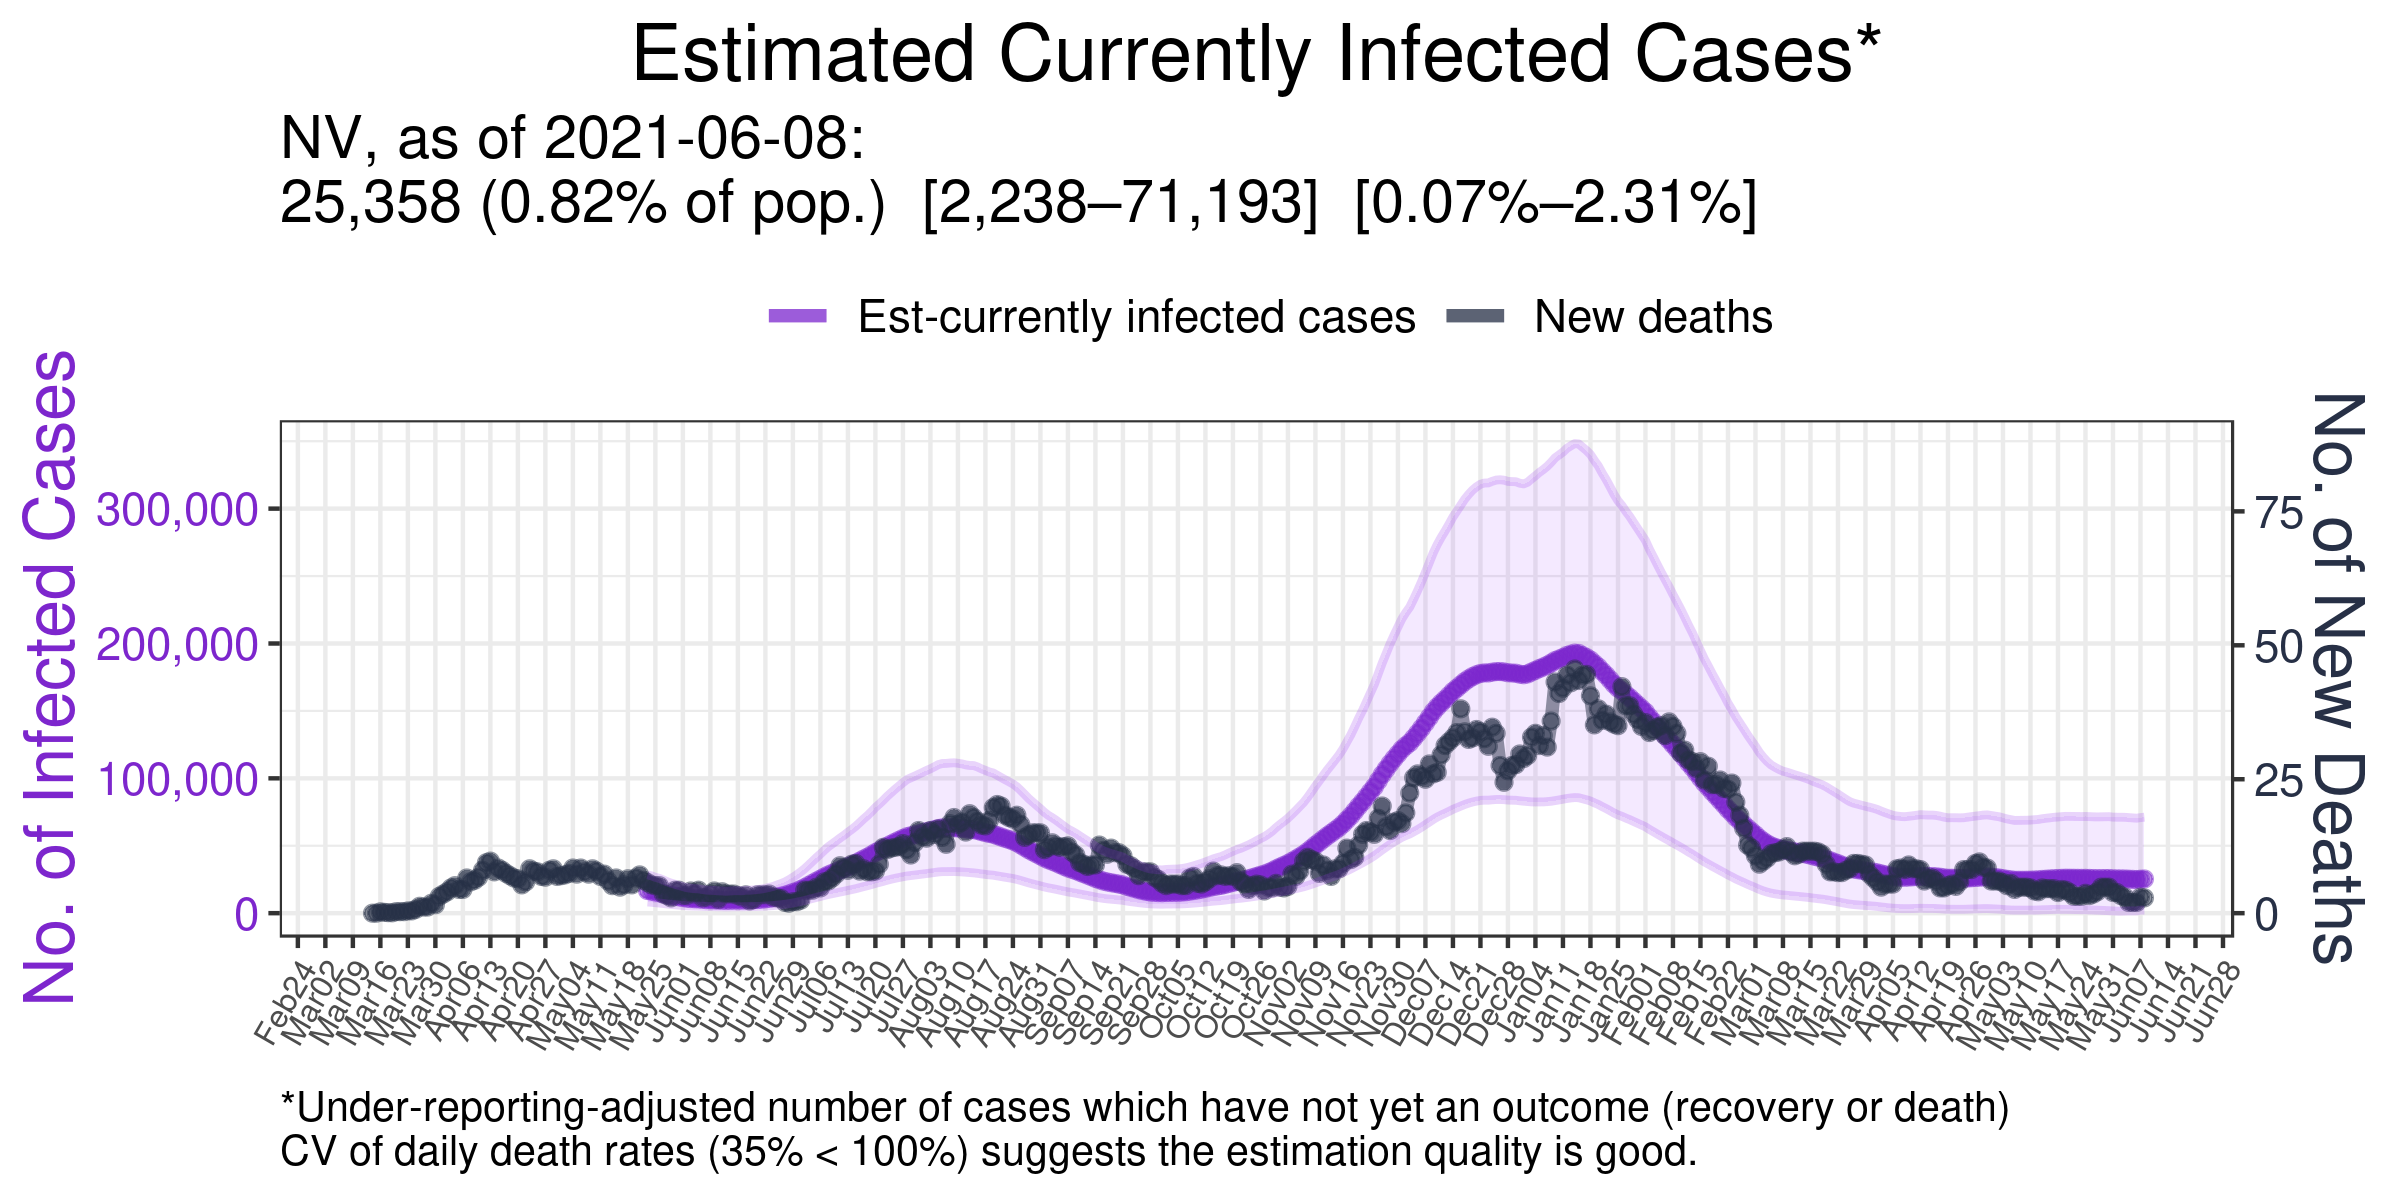 Estimated Currently Infected Cases*
NV, as of 2021-06-08:
25,358 (0.82% of pop.) [2,238–71,193] [0.07%–2.31%]
Est-currently infected cases
New deaths
No. of Infected Cases
300,000
200,000
100,000
0
75
50
25
0
No. of New Deaths
Feb24
Mar02
Mar09
Mar16
Mar23
Mar30
Apr06
Apr13
Apr20
Apr27
May04
May11
May18
May25
Jun01
Jun08
Jun15
Jun22
Jun29
Jul06
Jul13
Jul20
Jul27
Aug03
Aug10
Aug17
Aug24
Aug31
Sep07
Sep14
Sep21
Sep28
Oct05
Oct12
Oct19
Oct26
Nov02
Nov09
Nov16
Nov23
Nov30
Dec07
Dec14
Dec21
Dec28
Jan04
Jan11
Jan18
Jan25
Feb01
Feb08
Feb15
Feb22
Mar01
Mar08
Mar15
Mar22
Mar29
Apr05
Apr12
Apr19
Apr26
May03
May10
May17
May24
May31
Jun07
Jun14
Jun21
Jun28
*Under-reporting-adjusted number of cases which have not yet an outcome (recovery or death)
CV of daily death rates (35% < 100%) suggests the estimation quality is good.